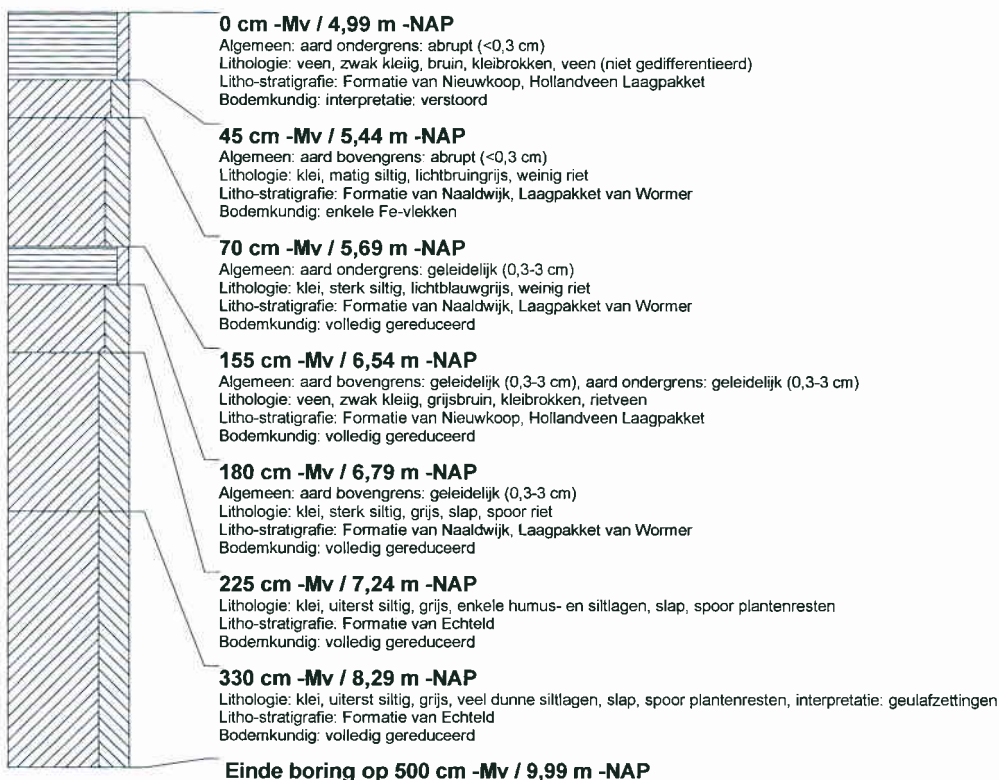 0 cm -Mv / 4,99 m -NAP
Algemeen: aard ondergrens: abrupt (<0,3 cm)
Lithologie: veen, zwak kleiig, bruin, kleibrokken, veen (niet gedifferentieerd)
Litho-stratigrafie: Formatie van Nieuwkoop, Hollandveen Laagpakket
Bodemkundig: interpretatie: verstoord
45 cm -Mv / 5,44 m -NAP
Algemeen: aard bovengrens: abrupt (<0,3 cm)
Lithologie: klei, matig siltig, lichtbruingrijs, weinig riet
Litho-stratigrafie: Formatie van Naaldwijk, Laagpakket van Wormer
Bodemkundig: enkele Fe-vlekken
70 cm -Mv / 5,69 m -NAP
Algemeen: aard ondergrens: geleidelijk (0,3-3 cm)
Lithologie: klei, sterk siltig, lichtblauwgrijs, weinig riet
Litho-stratigrafie: Formatie van Naaldwijk, Laagpakket van Wormer
Bodemkundig: volledig gereduceerd
155 cm -Mv / 6,54 m -NAP
Algemeen: aard bovengrens: geleidelijk (0,3-3 cm), aard ondergrens: geleidelijk (0,3-3 cm)
Lithologie: veen, zwak kleiig, grijsbruin, kleibrokken, rietveen
Litho-stratigrafie: Formatie van Nieuwkoop, Hollandveen Laagpakket
Bodemkundig: volledig gereduceerd
180 cm -Mv / 6,79 m -NAP
Algemeen: aard bovengrens: geleidelijk (0,3-3 cm)
Lithologie: klei, sterk siltig, grijs, slap, spoor riet
Litho-stratigrafie: Formatie van Naaldwijk, Laagpakket van Wormer
Bodemkundig: volledig gereduceerd
225 cm -Mv / 7,24 m -NAP
Lithologie: klei, uiterst siltig, grijs, enkele humus- en siltlagen, slap, spoor plantenresten
Litho-stratigrafie. Formatie van Echteld
Bodemkundig: volledig gereduceerd
330 cm -Mv / 8,29 m -NAP
Lithologie: klei, uiterst siltig, grijs, veel dunne siltlagen, slap, spoor plantenresten, interpretatie: geulafzettingen
Litho-stratigrafie: Formatie van Echteld
Bodemkundig: volledig gereduceerd
Einde boring op 500 cm -Mv / 9,99 m -NAP